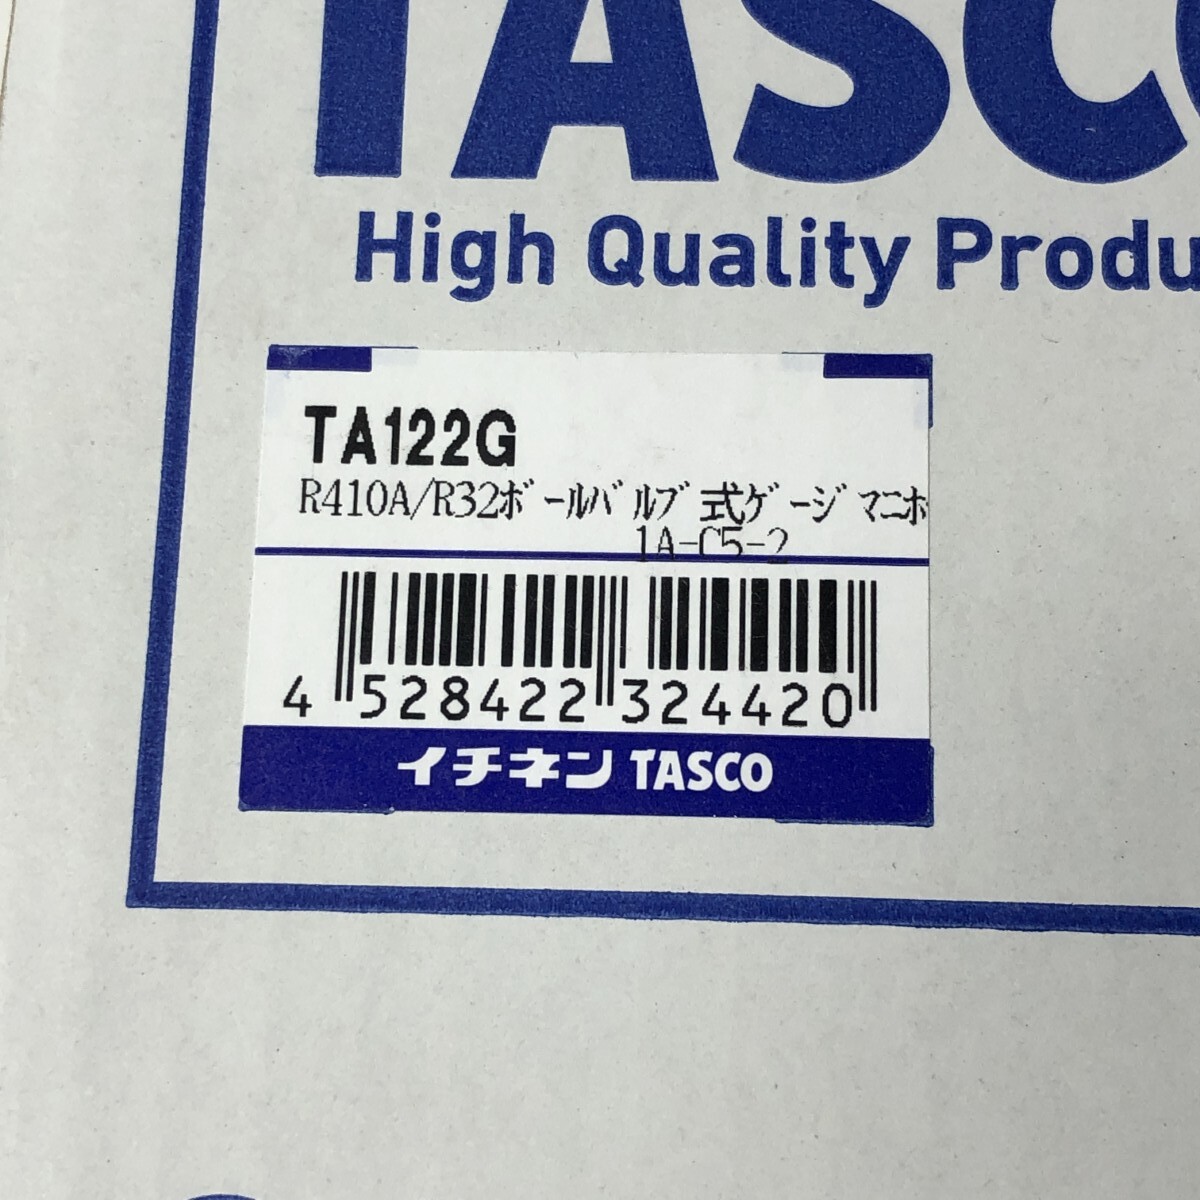 TASCO
High Quality Produ
TA122G
R410A/R32ﾎﾞｰﾙﾊﾞﾙﾌﾞ式ｹﾞｰｼﾞﾏﾆﾎ
1A-C5-2
4 528422 324420
イチネン TASCO